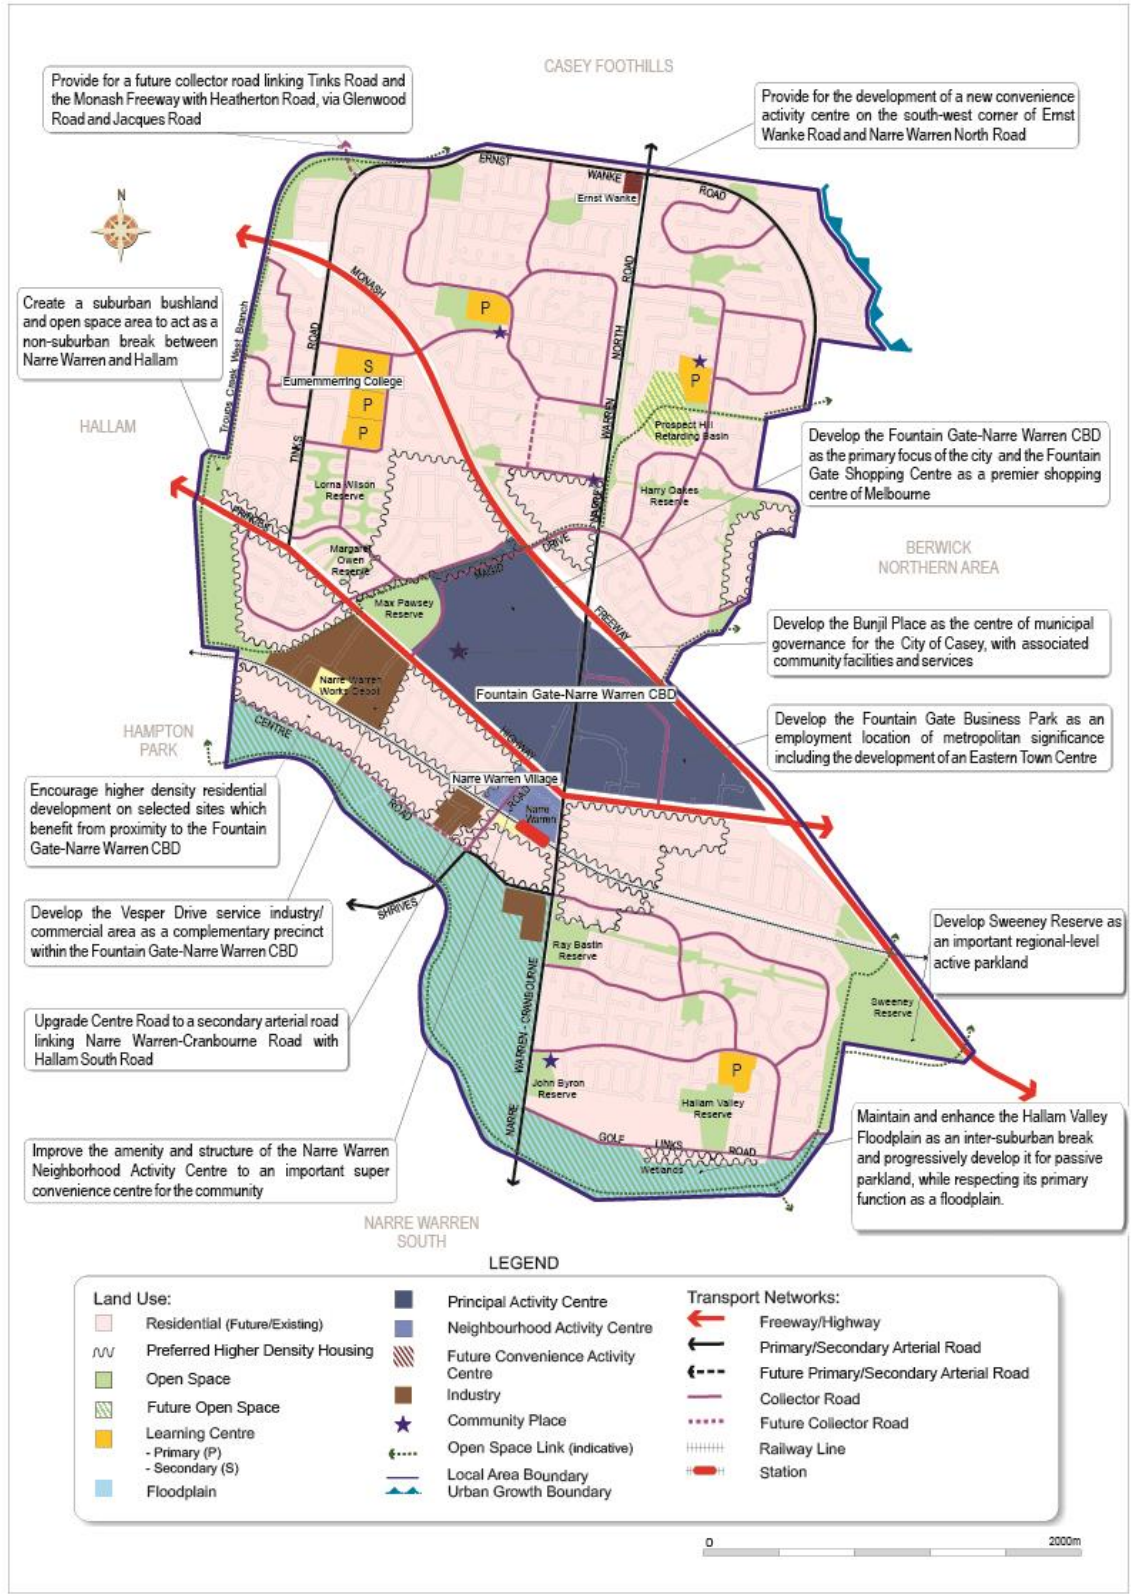 CASEY FOOTHILLS
Provide for a future collector road linking Tinks Road and
the Monash Freeway with Heatherton Road, via Glenwood
Road and Jacques Road
Provide for the development of a new convenience
activity centre on the south-west corner of Ernst
Wanke Road and Narre Warren North Road
N
ERNST
WANKE
ROAD
Ernst Wanke
MONASH
ROAD
NORTH
WARREN
NARRE
Create a suburban bushland
and open space area to act as a
non-suburban break between
Narre Warren and Hallam
Troups Creek West Branch
ROAD
TINKS
P
S
Eumemmerring College
P
P
P
HALLAM
Prospect Hill
Retarding Basin
Develop the Fountain Gate-Narre Warren CBD
as the primary focus of the city and the Fountain
Gate Shopping Centre as a premier shopping
centre of Melbourne
Lorna Wilson
Reserve
Harry Oakes
Reserve
PRINCES
Margaret
Owen
Reserve
MAGID
DRIVE
BERWICK
NORTHERN AREA
Max Pawsey
Reserve
FREEWAY
Develop the Bunjil Place as the centre of municipal
governance for the City of Casey, with associated
community facilities and services
Narre Warren
Works Depot
Fountain Gate-Narre Warren CBD
HAMPTON
PARK
CENTRE
HIGHWAY
Develop the Fountain Gate Business Park as an
employment location of metropolitan significance
including the development of an Eastern Town Centre
Narre Warren Village
ROAD
ROAD
Narre
Warren
Encourage higher density residential
development on selected sites which
benefit from proximity to the Fountain
Gate-Narre Warren CBD
SHRIVES
Develop the Vesper Drive service industry/
commercial area as a complementary precinct
within the Fountain Gate-Narre Warren CBD
Develop Sweeney Reserve as
an important regional-level
active parkland
Ray Bastin
Reserve
Sweeney
Reserve
NARRE WARREN - CRANBOURNE
Upgrade Centre Road to a secondary arterial road
linking Narre Warren-Cranbourne Road with
Hallam South Road
P
John Byron
Reserve
Hallam Valley
Reserve
GOLF LINKS ROAD
Wetlands
Maintain and enhance the Hallam Valley
Floodplain as an inter-suburban break
and progressively develop it for passive
parkland, while respecting its primary
function as a floodplain.
Improve the amenity and structure of the Narre Warren
Neighborhood Activity Centre to an important super
convenience centre for the community
NARRE WARREN
SOUTH
LEGEND
Land Use:
Residential (Future/Existing)
Preferred Higher Density Housing
Open Space
Future Open Space
Learning Centre
- Primary (P)
- Secondary (S)
Floodplain
Principal Activity Centre
Neighbourhood Activity Centre
Future Convenience Activity
Centre
Industry
Community Place
Open Space Link (indicative)
Local Area Boundary
Urban Growth Boundary
Transport Networks:
Freeway/Highway
Primary/Secondary Arterial Road
Future Primary/Secondary Arterial Road
Collector Road
Future Collector Road
Railway Line
Station
0
2000m